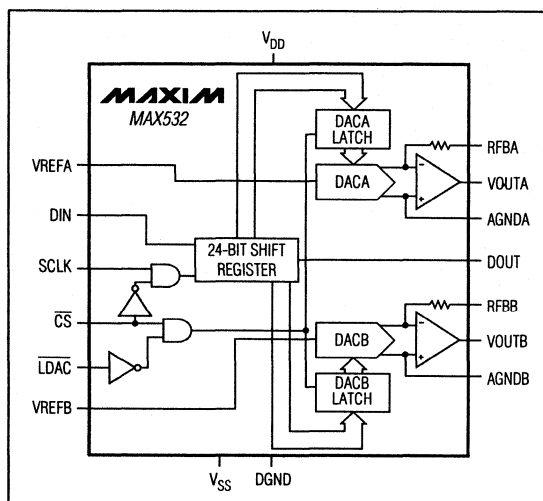 VDD
MAXIM
MAX532
DACA
LATCH
RFBA
VREFA
DACA
-
+
VOUTA
DIN
AGNDA
SCLK
24-BIT SHIFT
REGISTER
DOUT
CS
RFBB
LDAC
DACB
-
+
VOUTB
DACB
LATCH
AGNDB
VREFB
VSS
DGND